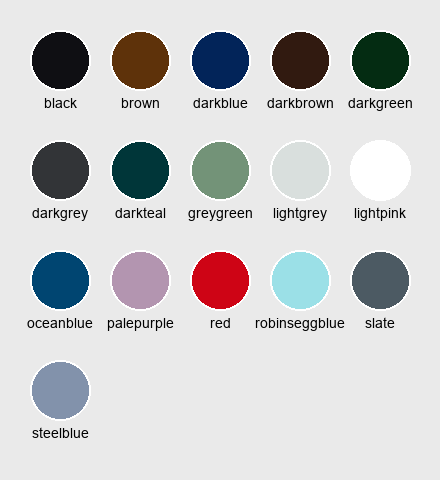 black brown darkblue darkbrown darkgreen
darkgrey darkteal greygreen lightgrey lightpink
oceanblue palepurple red robinseggblue slate
steelblue